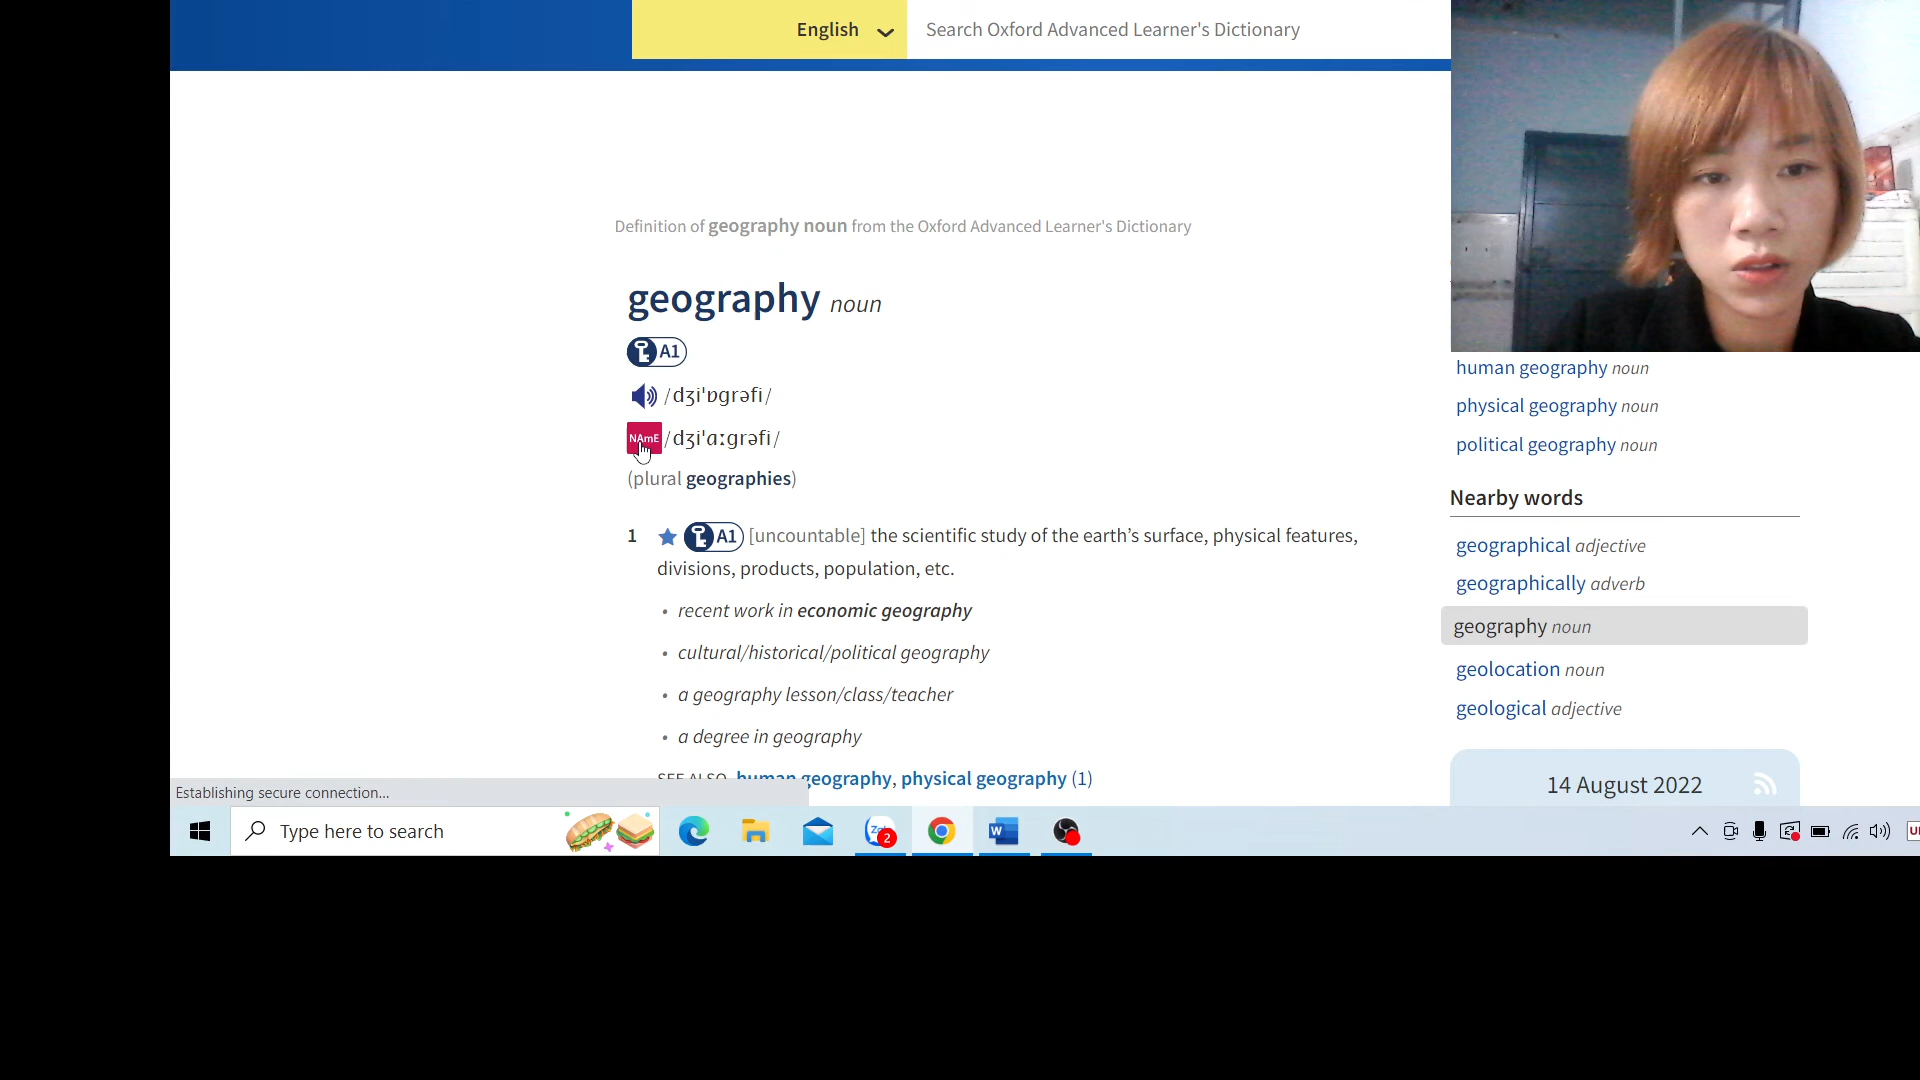 English
Search Oxford Advanced Learner's Dictionary
Definition of geography noun from the Oxford Advanced Learner's Dictionary
geography noun
A1
/dʒiˈɒɡrəfi/
NAmE /dʒiˈɑːɡrəfi/
(plural geographies)
1 A1 [uncountable] the scientific study of the earth’s surface, physical features,
divisions, products, population, etc.
• recent work in economic geography
• cultural/historical/political geography
• a geography lesson/class/teacher
• a degree in geography
SEE ALSO human geography, physical geography (1)
human geography noun
physical geography noun
political geography noun
Nearby words
geographical adjective
geographically adverb
geography noun
geolocation noun
geological adjective
14 August 2022
Establishing secure connection...
Type here to search
2